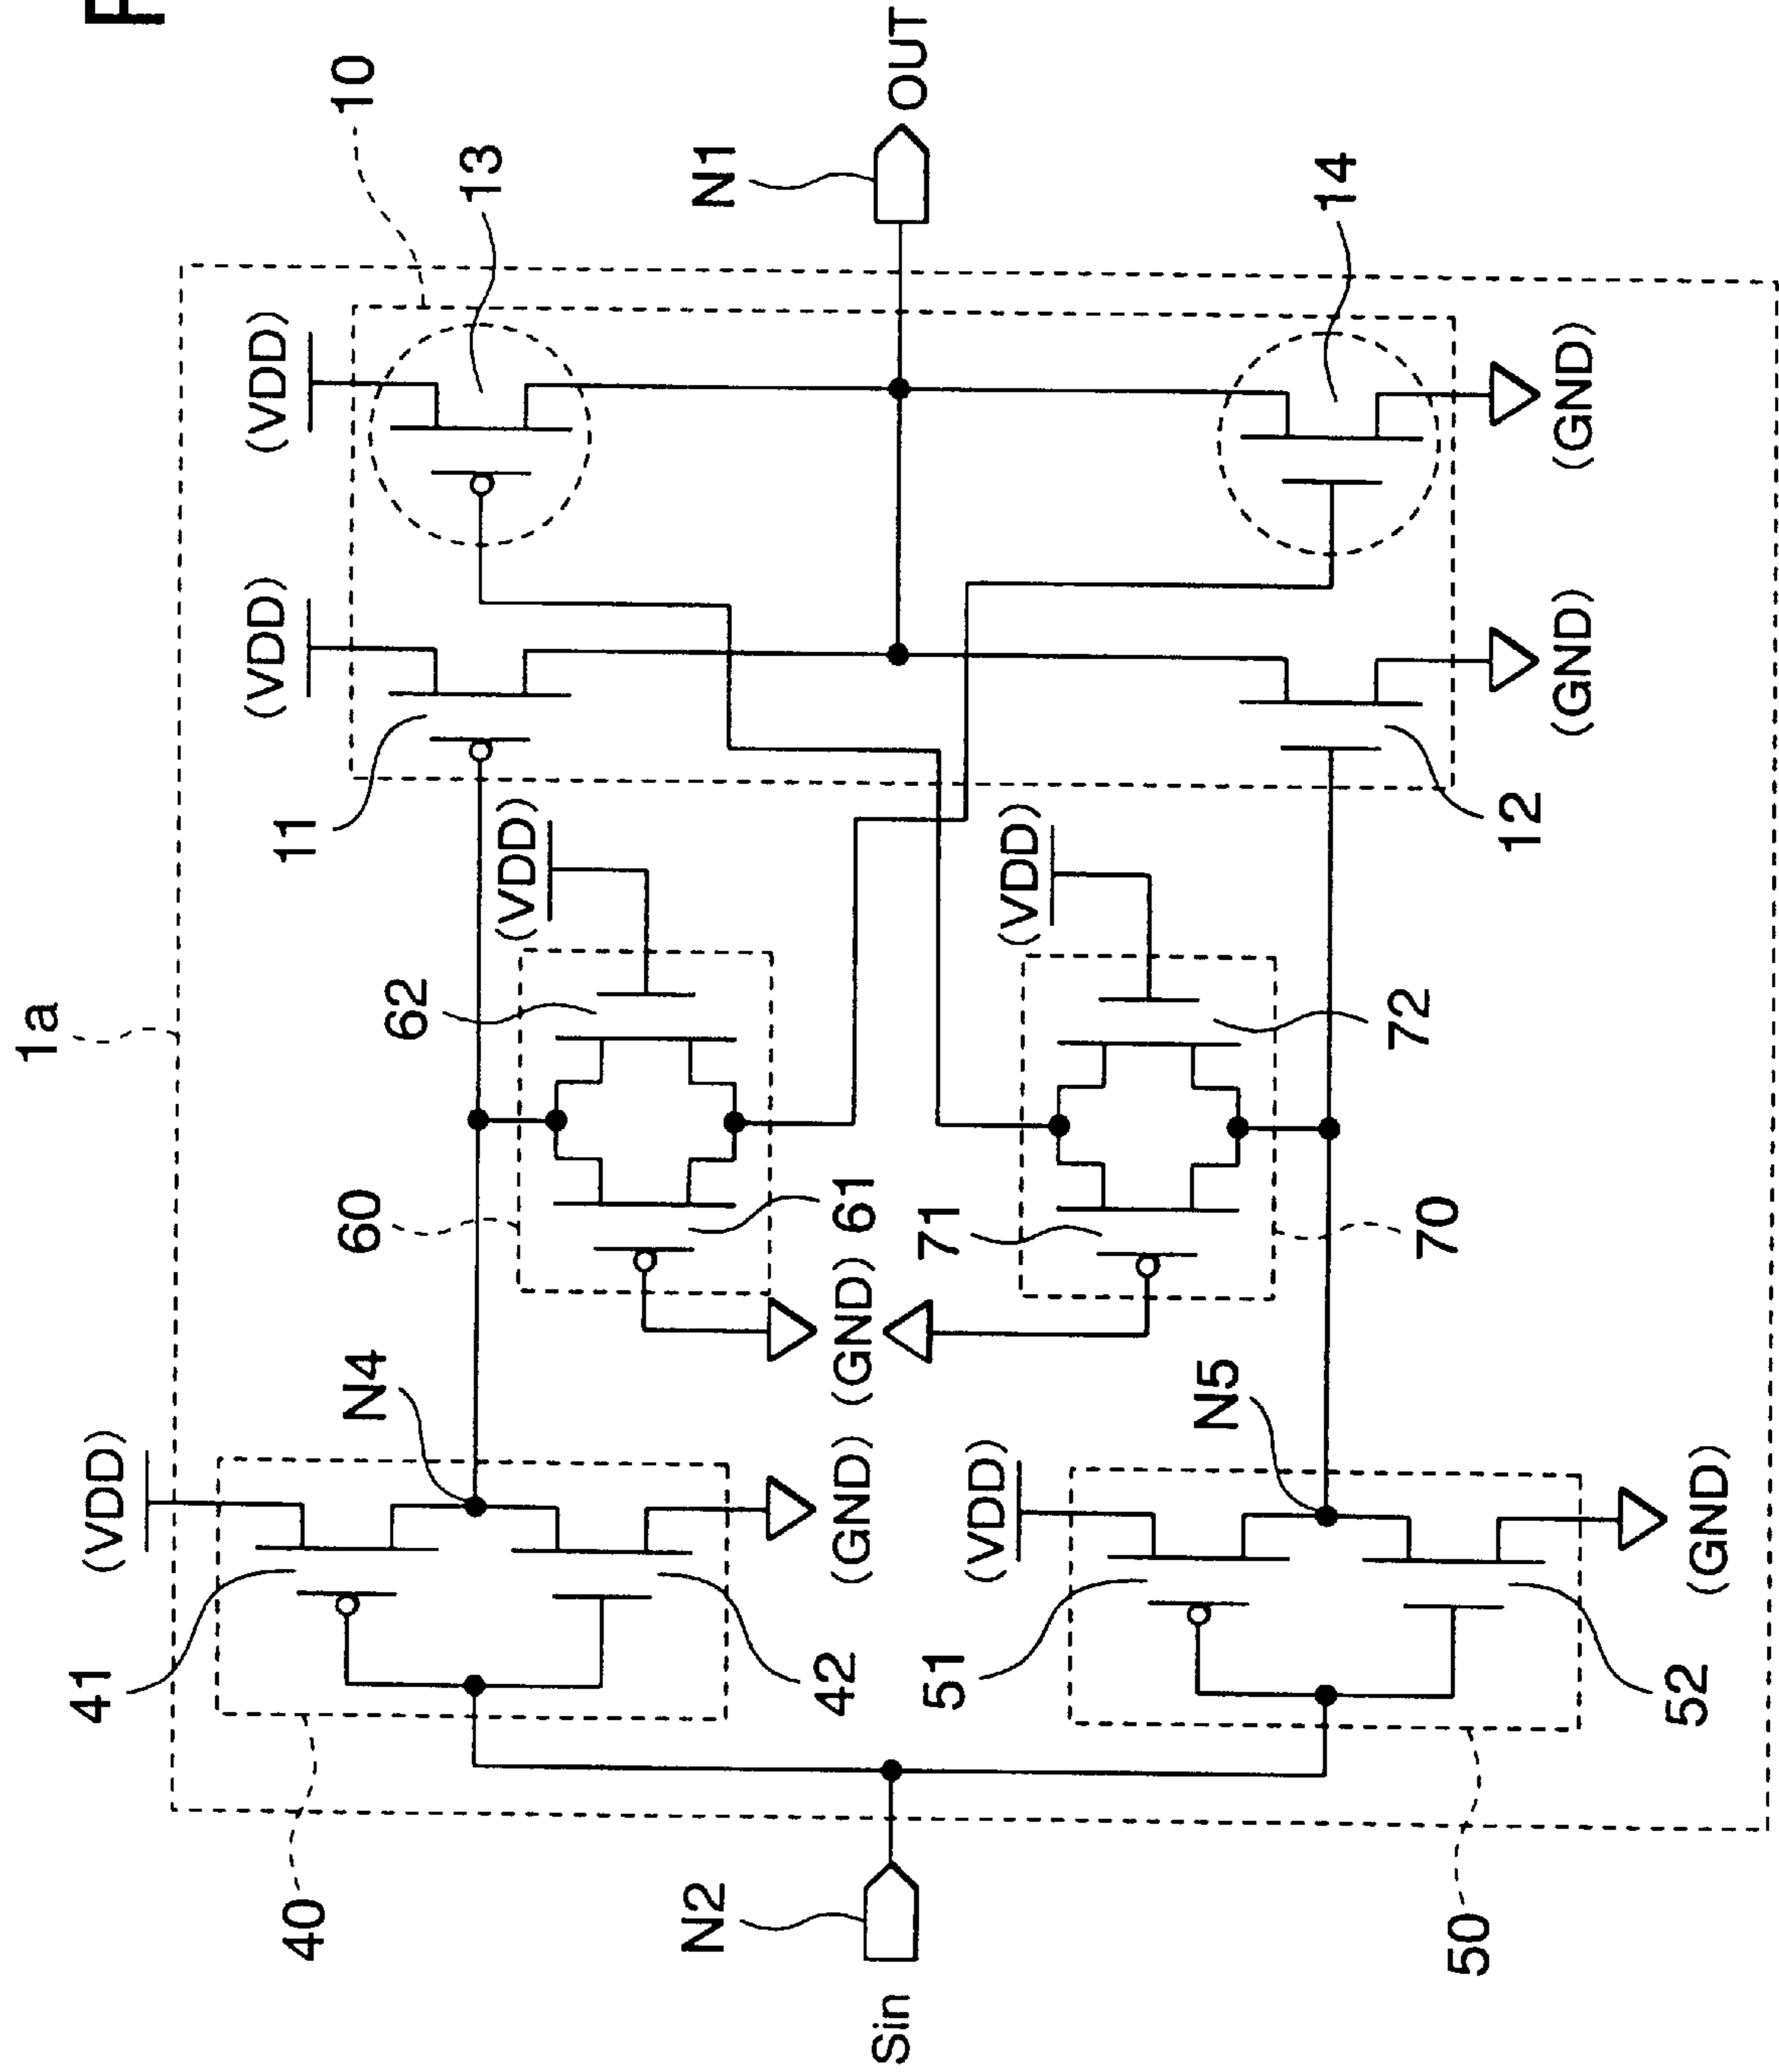 1a
41
(VDD)
(VDD)
(VDD)
40
11
60
N4
10
62
13
(VDD)
N2
N1
42
(GND)
(GND)
61
Sin
OUT
51
71
(VDD)
(VDD)
N5
14
72
70
50
12
(GND)
(GND)
52
(GND)